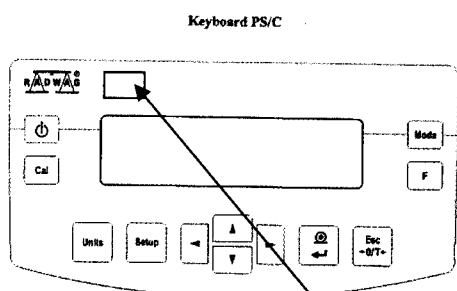 Keyboard PS/C
RADWAG®
Mode
Cal
F
Units
Setup
Esc
→0/T←